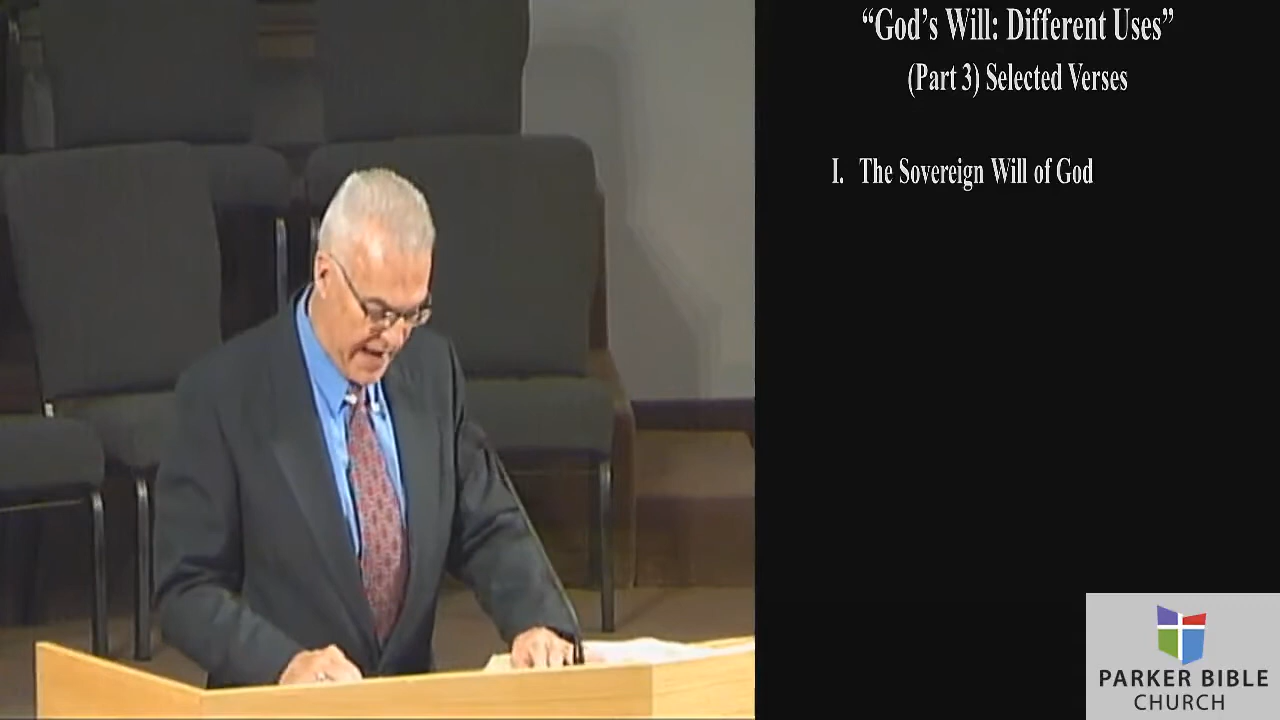 “God’s Will: Different Uses”
(Part 3) Selected Verses
I. The Sovereign Will of God
PARKER BIBLE
CHURCH